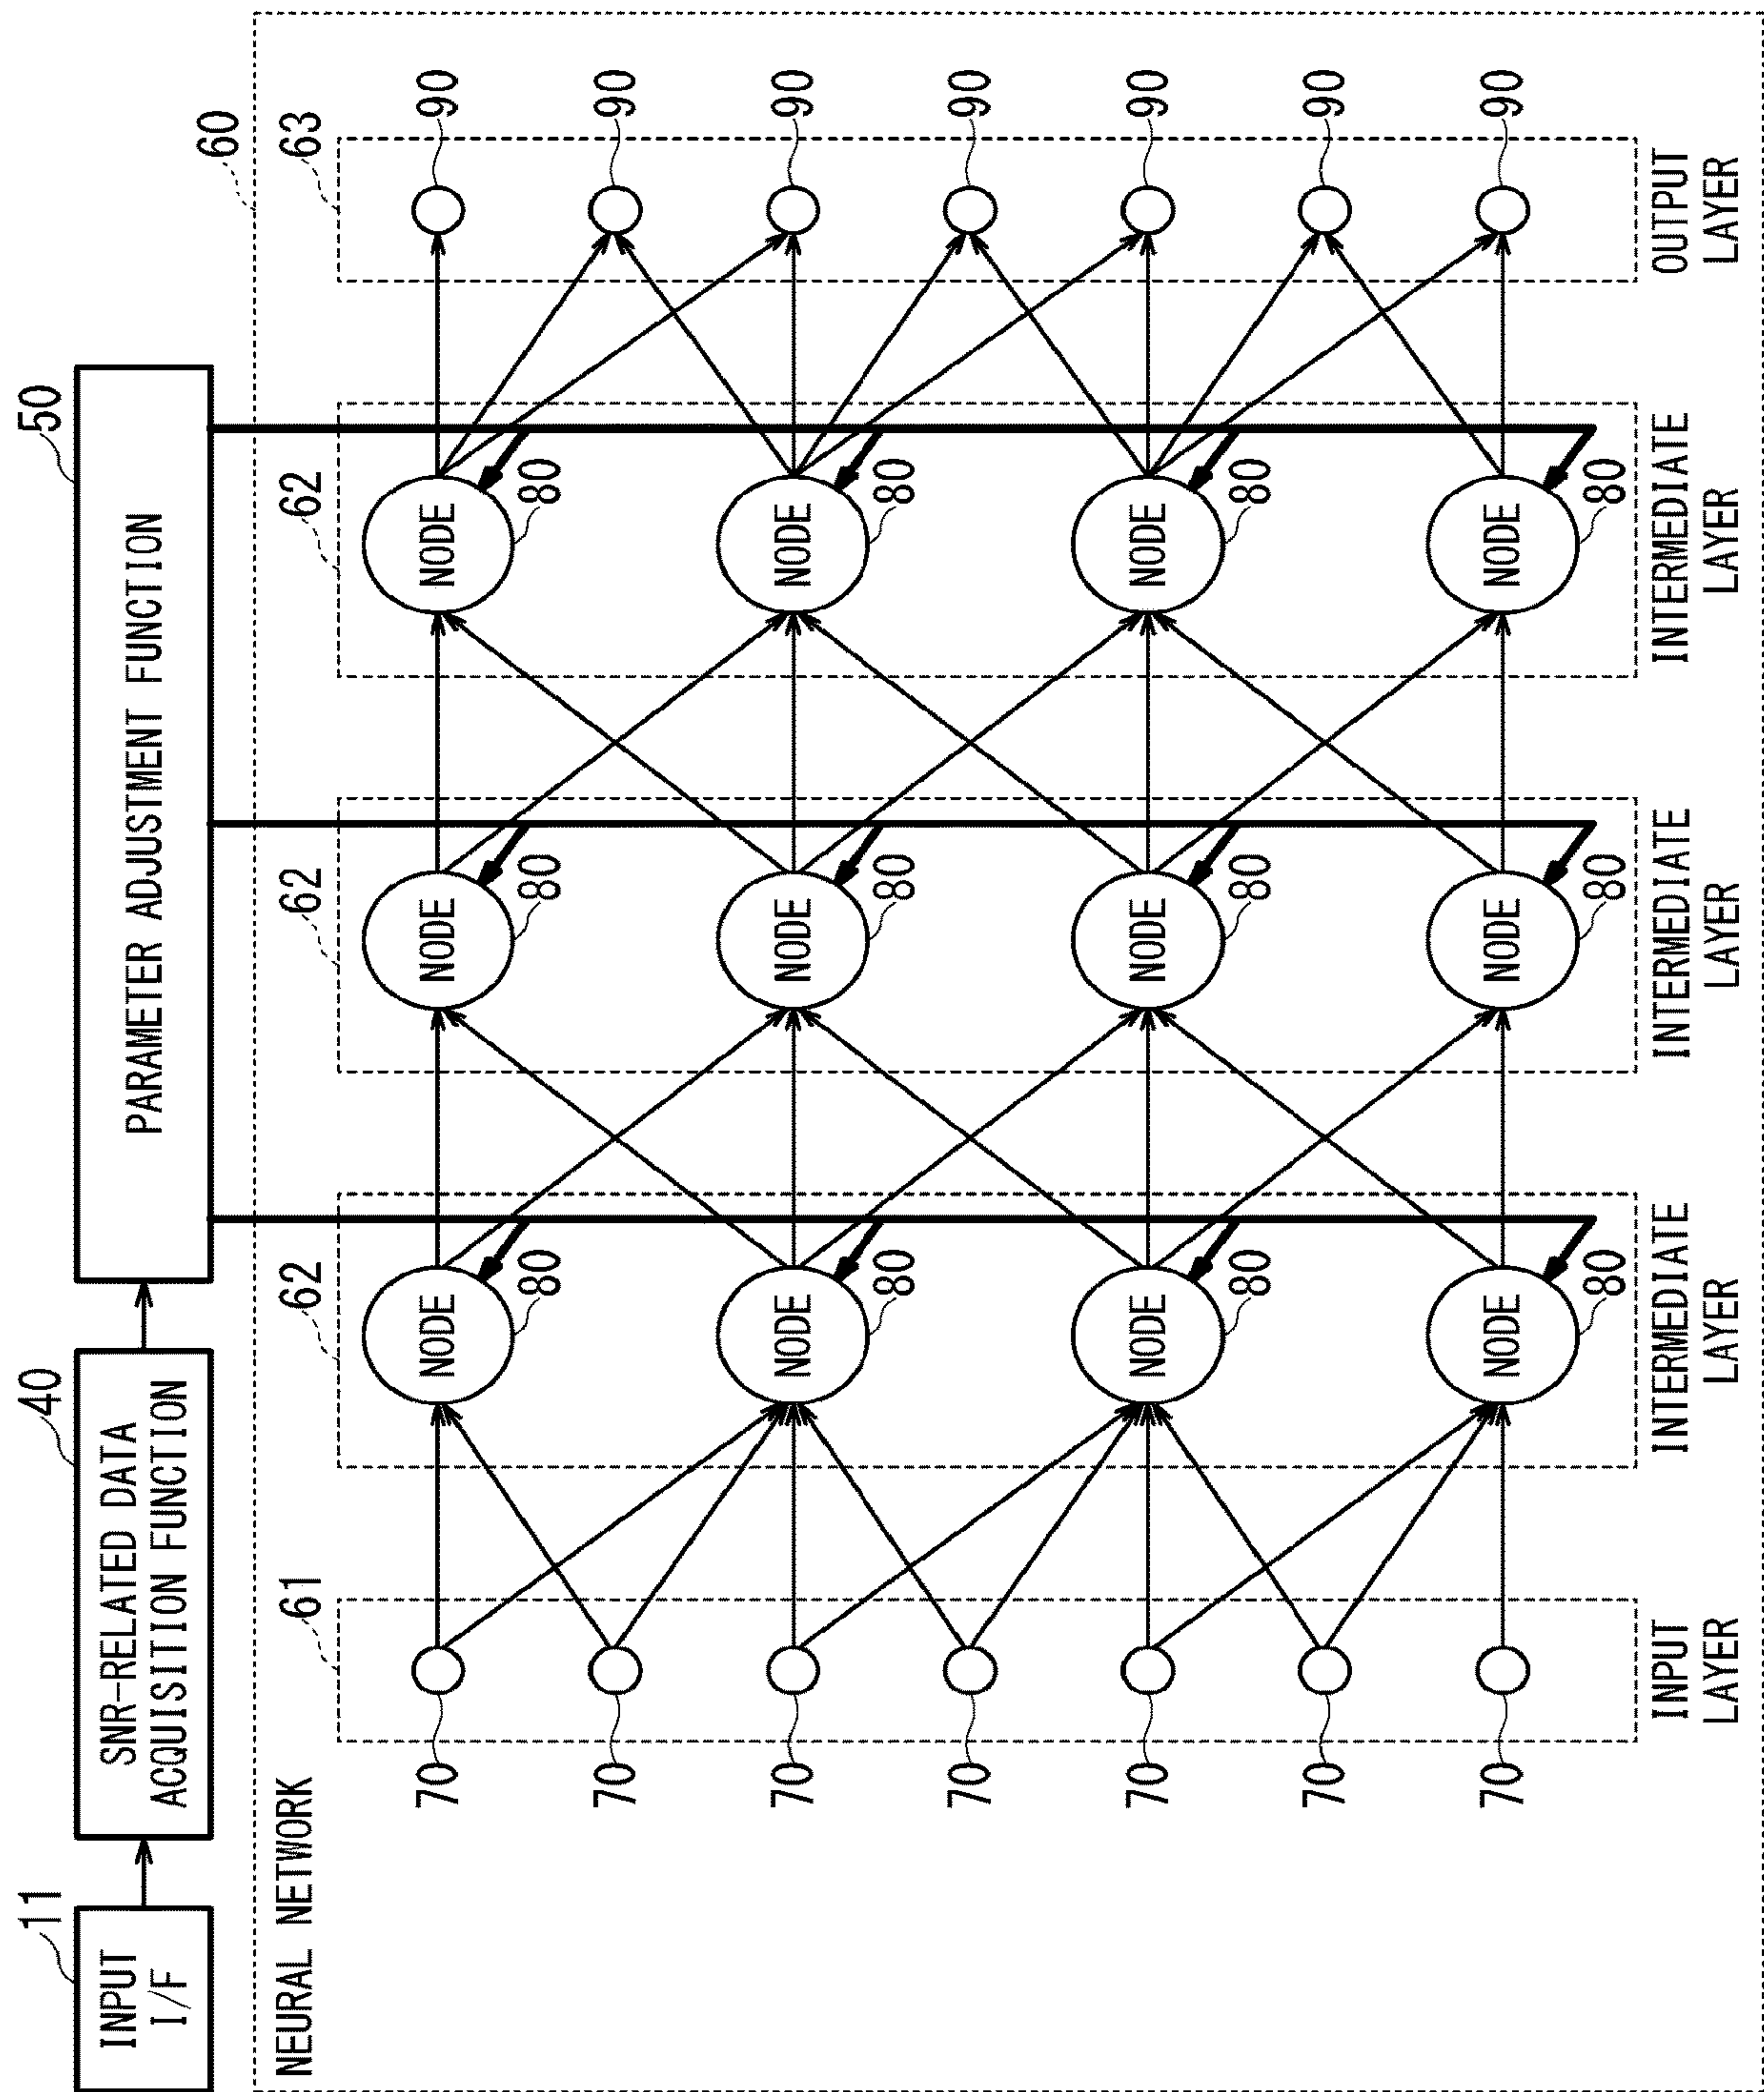 11
INPUT
I/F
40
SNR-RELATED DATA
ACQUISITION FUNCTION
50
PARAMETER ADJUSTMENT FUNCTION
60
NEURAL NETWORK
61
62
62
62
63
70
NODE
80
NODE
80
NODE
80
90
70
90
70
NODE
80
NODE
80
NODE
80
90
70
90
70
NODE
80
NODE
80
NODE
80
90
70
90
70
NODE
80
NODE
80
NODE
80
90
INPUT
LAYER
INTERMEDIATE
LAYER
INTERMEDIATE
LAYER
INTERMEDIATE
LAYER
OUTPUT
LAYER